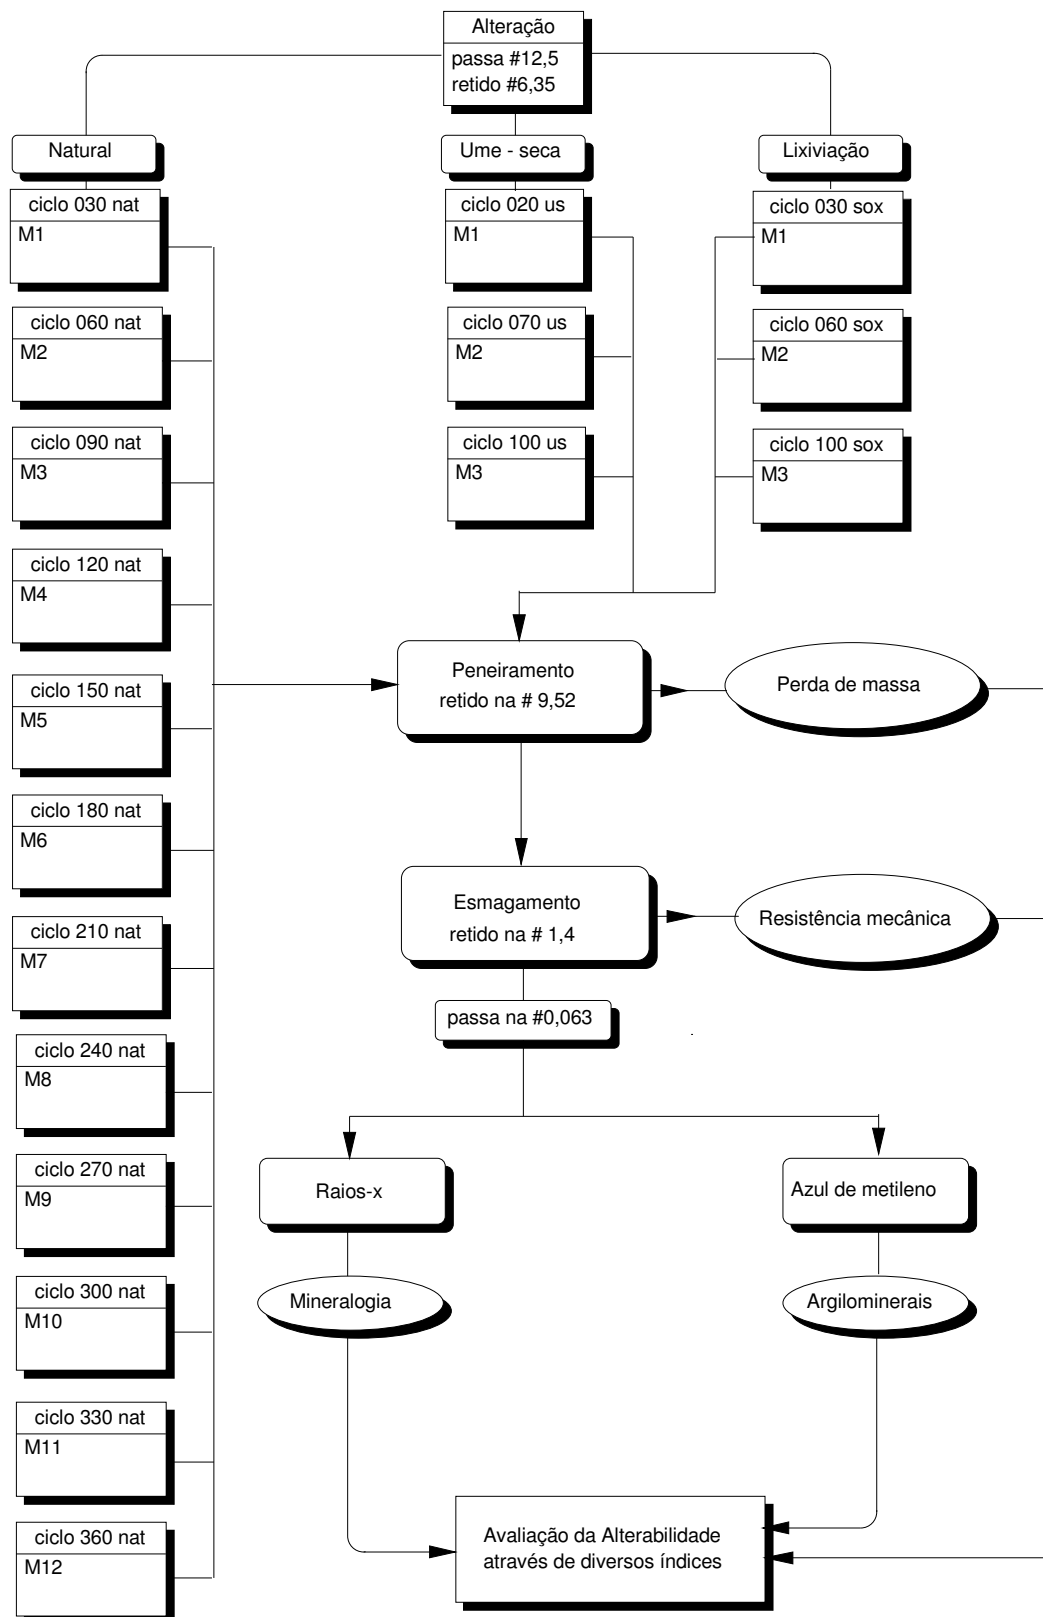 Alteração
passa #12,5
retido #6,35
Natural
Ume - seca
Lixiviação
ciclo 030 nat
M1
ciclo 060 nat
M2
ciclo 090 nat
M3
ciclo 120 nat
M4
ciclo 150 nat
M5
ciclo 180 nat
M6
ciclo 210 nat
M7
ciclo 240 nat
M8
ciclo 270 nat
M9
ciclo 300 nat
M10
ciclo 330 nat
M11
ciclo 360 nat
M12
ciclo 020 us
M1
ciclo 070 us
M2
ciclo 100 us
M3
ciclo 030 sox
M1
ciclo 060 sox
M2
ciclo 100 sox
M3
Peneiramento
retido na # 9,52
Perda de massa
Esmagamento
retido na # 1,4
Resistência mecânica
passa na #0,063
Raios-x
Azul de metileno
Mineralogia
Argilominerais
Avaliação da Alterabilidade
através de diversos índices